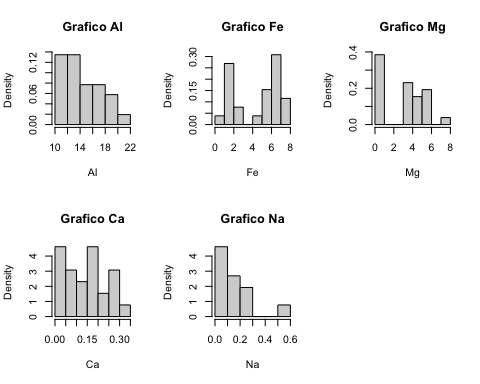 Grafico Al
Density
0.00 0.06 0.12
10 14 18 22
Al
Grafico Fe
Density
0.00 0.15 0.30
0 2 4 6 8
Fe
Grafico Mg
Density
0.0 0.2 0.4
0 2 4 6 8
Mg
Grafico Ca
Density
0 1 2 3 4
0.00 0.15 0.30
Ca
Grafico Na
Density
0 1 2 3 4
0.0 0.2 0.4 0.6
Na